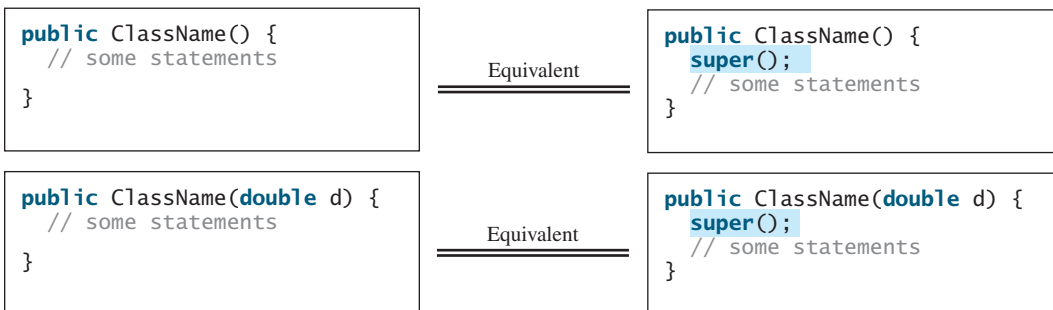 public ClassName() {
// some statements
}
Equivalent
public ClassName() {
super();
// some statements
}
public ClassName(double d) {
// some statements
}
Equivalent
public ClassName(double d) {
super();
// some statements
}